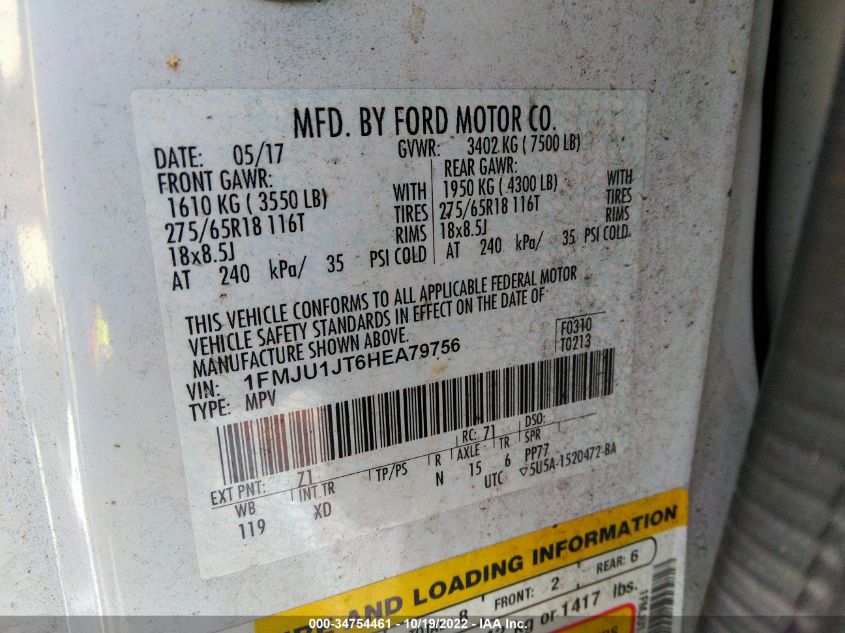 MFD. BY FORD MOTOR CO.
DATE: 05/17 GVWR: 3402 KG ( 7500 LB)
FRONT GAWR: REAR GAWR:
1610 KG ( 3550 LB) WITH 1950 KG ( 4300 LB) WITH
275/65R18 116T TIRES 275/65R18 116T TIRES
18x8.5J RIMS 18x8.5J RIMS
AT 240 kPa/ 35 PSI COLD AT 240 kPa/ 35 PSI COLD
THIS VEHICLE CONFORMS TO ALL APPLICABLE FEDERAL MOTOR
VEHICLE SAFETY STANDARDS IN EFFECT ON THE DATE OF
MANUFACTURE SHOWN ABOVE.
F0310
T0213
VIN: 1FMJU1JT6HEA79756
TYPE: MPV
EXT PNT: 71 RC: 71 DSO:
WB INT TR TP/PS R AXLE TR SPR
119 XD N 15 6 PP77
UTC ▽5U5A-1520472-BA
AND LOADING INFORMATION
8 FRONT: 2 REAR: 6
kg or 1417 lbs.
000-34754461 - 10/19/2022 - IAA Inc.